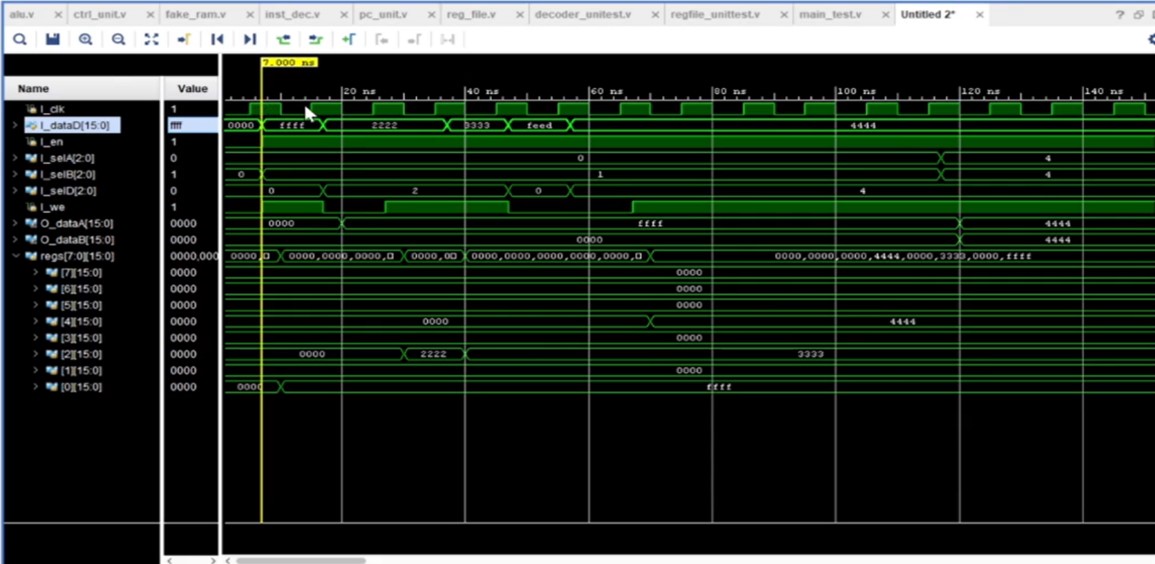 alu.v ctrl_unit.v fake_ram.v inst_dec.v pc_unit.v reg_file.v decoder_unitest.v regfile_unittest.v main_test.v Untitled 2*
7.000 ns
Name Value
20 ns 40 ns 60 ns 80 ns 100 ns 120 ns 140 ns
I_clk 1
I_dataD[15:0] ffff 0000 ffff 2222 3333 feed 4444
I_en 1
I_selA[2:0] 0 0 4
I_selB[2:0] 1 0 1 4
I_selD[2:0] 0 0 2 0 4
I_we 1
O_dataA[15:0] 0000 0000 ffff 4444
O_dataB[15:0] 0000 0000 4444
regs[7:0][15:0] 0000,000 0000, 0000,0000,0000, 0000,0 0000,0000,0000,0000,0000, 0000,0000,0000,4444,0000,3333,0000,ffff
[7][15:0] 0000 0000
[6][15:0] 0000 0000
[5][15:0] 0000 0000
[4][15:0] 0000 0000 4444
[3][15:0] 0000 0000
[2][15:0] 0000 0000 2222 3333
[1][15:0] 0000 0000
[0][15:0] 0000 0000 ffff